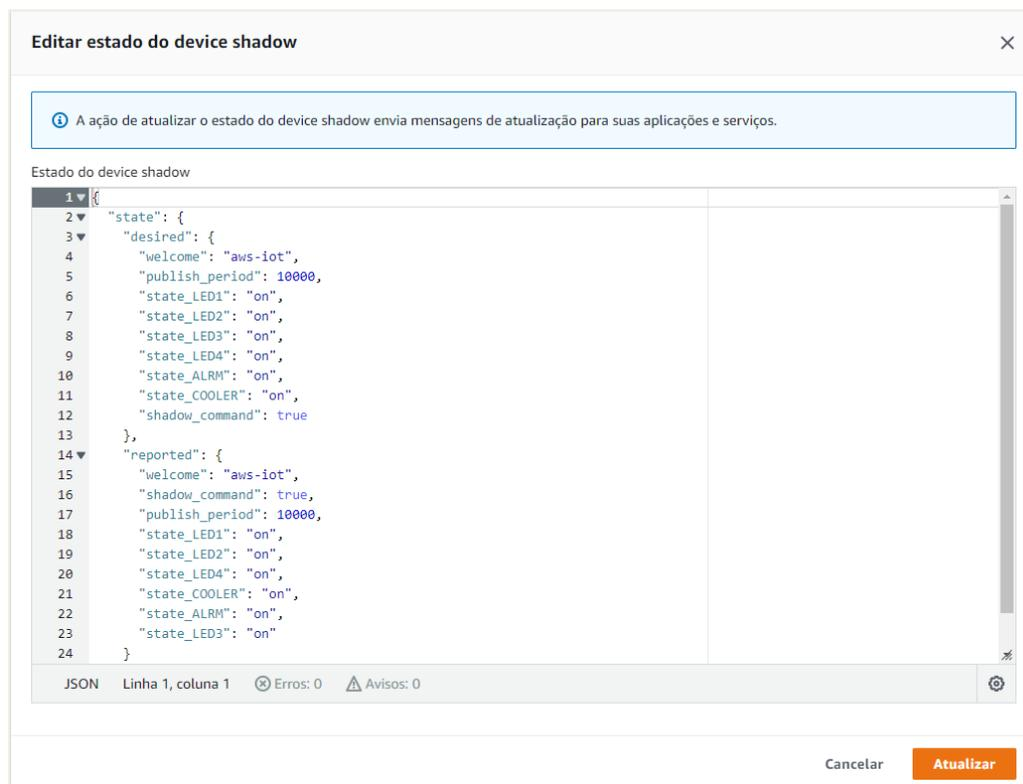 Editar estado do device shadow
A ação de atualizar o estado do device shadow envia mensagens de atualização para suas aplicações e serviços.
Estado do device shadow
1 {
2 "state": {
3 "desired": {
4 "welcome": "aws-iot",
5 "publish_period": 10000,
6 "state_LED1": "on",
7 "state_LED2": "on",
8 "state_LED3": "on",
9 "state_LED4": "on",
10 "state_ALRM": "on",
11 "state_COOLER": "on",
12 "shadow_command": true
13 },
14 "reported": {
15 "welcome": "aws-iot",
16 "shadow_command": true,
17 "publish_period": 10000,
18 "state_LED1": "on",
19 "state_LED2": "on",
20 "state_LED4": "on",
21 "state_COOLER": "on",
22 "state_ALRM": "on",
23 "state_LED3": "on"
24 }
JSON Linha 1, coluna 1 Erros: 0 Avisos: 0
Cancelar Atualizar